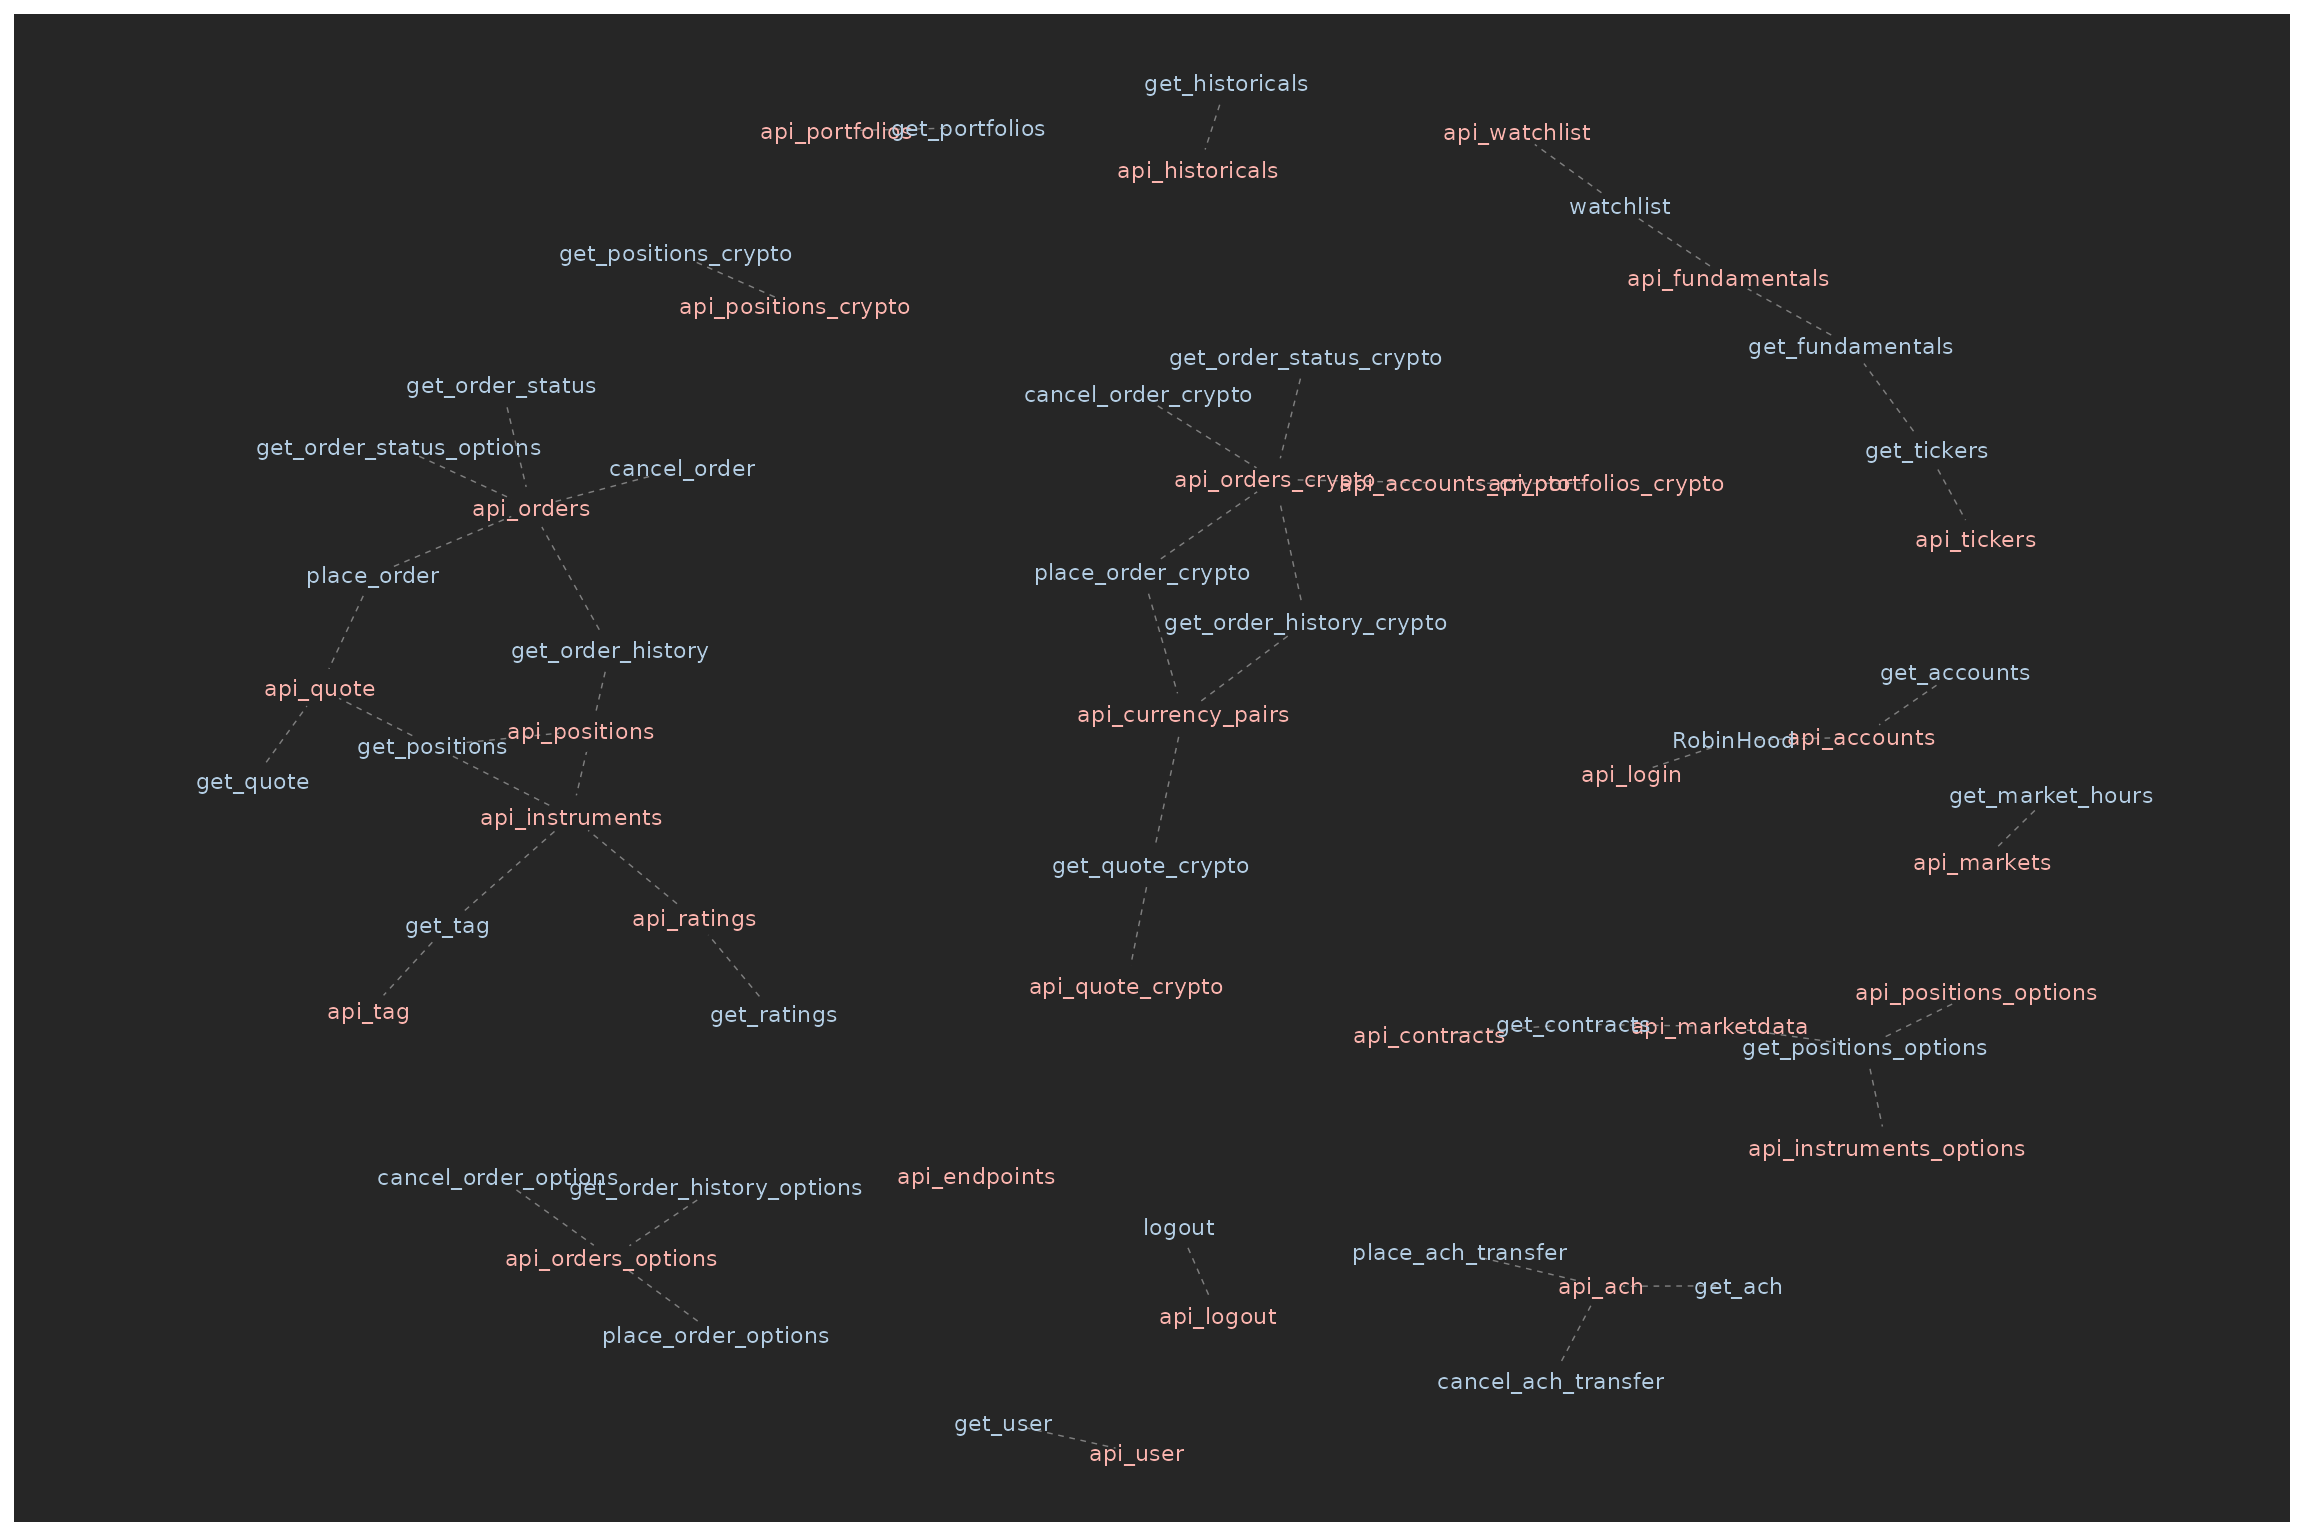 get_historicals
api_portfolios
get_portfolios
api_watchlist
api_historicals
watchlist
get_positions_crypto
api_fundamentals
api_positions_crypto
get_fundamentals
get_order_status_crypto
get_order_status
cancel_order_crypto
get_order_status_options
get_tickers
cancel_order
api_orders_crypto
api_accounts_crypto
api_portfolios_crypto
api_orders
api_tickers
place_order_crypto
place_order
get_order_history_crypto
get_order_history
get_accounts
api_quote
api_currency_pairs
api_positions
RobinHood
api_accounts
get_positions
api_login
get_quote
get_market_hours
api_instruments
api_markets
get_quote_crypto
api_ratings
get_tag
api_quote_crypto
api_positions_options
api_tag
get_ratings
get_contracts
api_marketdata
api_contracts
get_positions_options
api_instruments_options
cancel_order_options
api_endpoints
get_order_history_options
logout
place_ach_transfer
api_orders_options
api_ach
get_ach
api_logout
place_order_options
cancel_ach_transfer
get_user
api_user